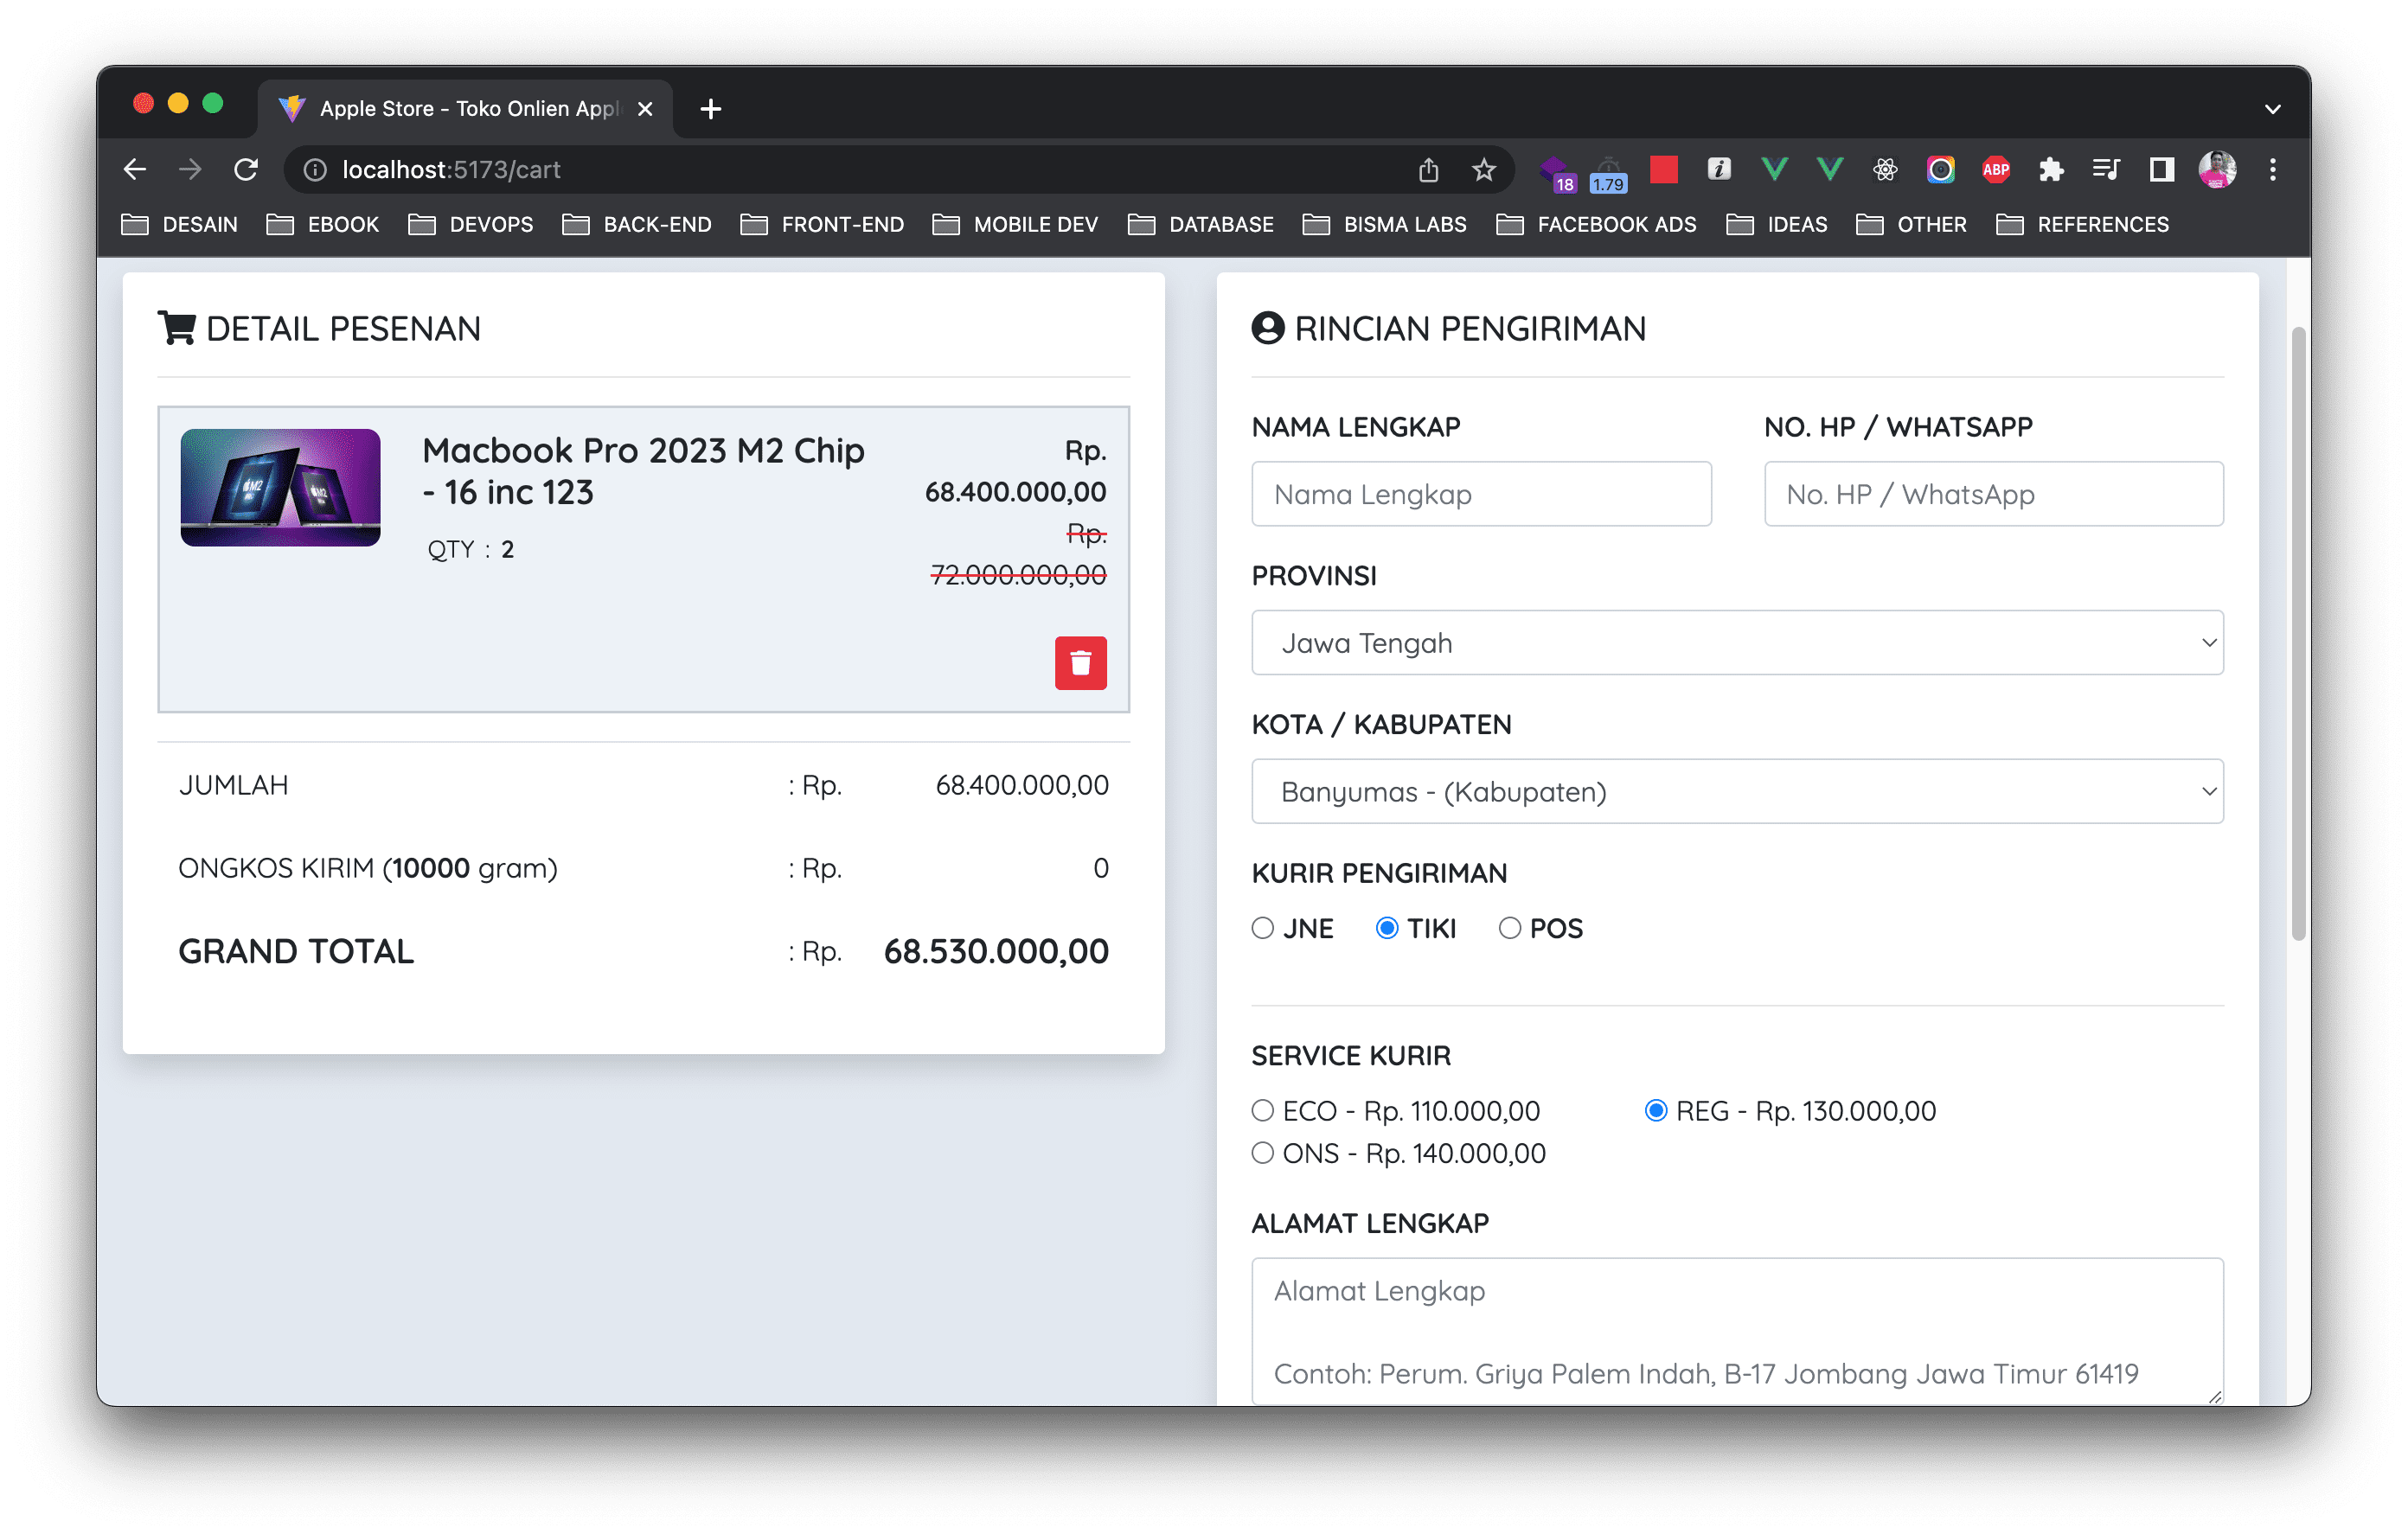 Apple Store - Toko Onlien Appl
localhost:5173/cart
18
1.79
ABP
DESAIN
EBOOK
DEVOPS
BACK-END
FRONT-END
MOBILE DEV
DATABASE
BISMA LABS
FACEBOOK ADS
IDEAS
OTHER
REFERENCES
DETAIL PESENAN
Macbook Pro 2023 M2 Chip
- 16 inc 123
QTY : 2
Rp.
68.400.000,00
Rp.
72.000.000,00
M2
M2
JUMLAH : Rp. 68.400.000,00
ONGKOS KIRIM (10000 gram) : Rp. 0
GRAND TOTAL : Rp. 68.530.000,00
RINCIAN PENGIRIMAN
NAMA LENGKAP
Nama Lengkap
NO. HP / WHATSAPP
No. HP / WhatsApp
PROVINSI
Jawa Tengah
KOTA / KABUPATEN
Banyumas - (Kabupaten)
KURIR PENGIRIMAN
JNE TIKI POS
SERVICE KURIR
ECO - Rp. 110.000,00 REG - Rp. 130.000,00
ONS - Rp. 140.000,00
ALAMAT LENGKAP
Alamat Lengkap
Contoh: Perum. Griya Palem Indah, B-17 Jombang Jawa Timur 61419